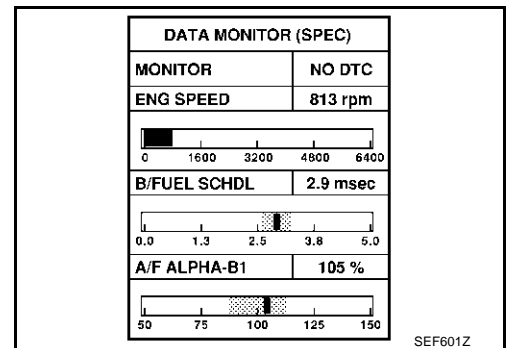 DATA MONITOR (SPEC)
MONITOR NO DTC
ENG SPEED 813 rpm
0 1600 3200 4800 6400
B/FUEL SCHDL 2.9 msec
0.0 1.3 2.5 3.8 5.0
A/F ALPHA-B1 105 %
50 75 100 125 150
SEF601Z